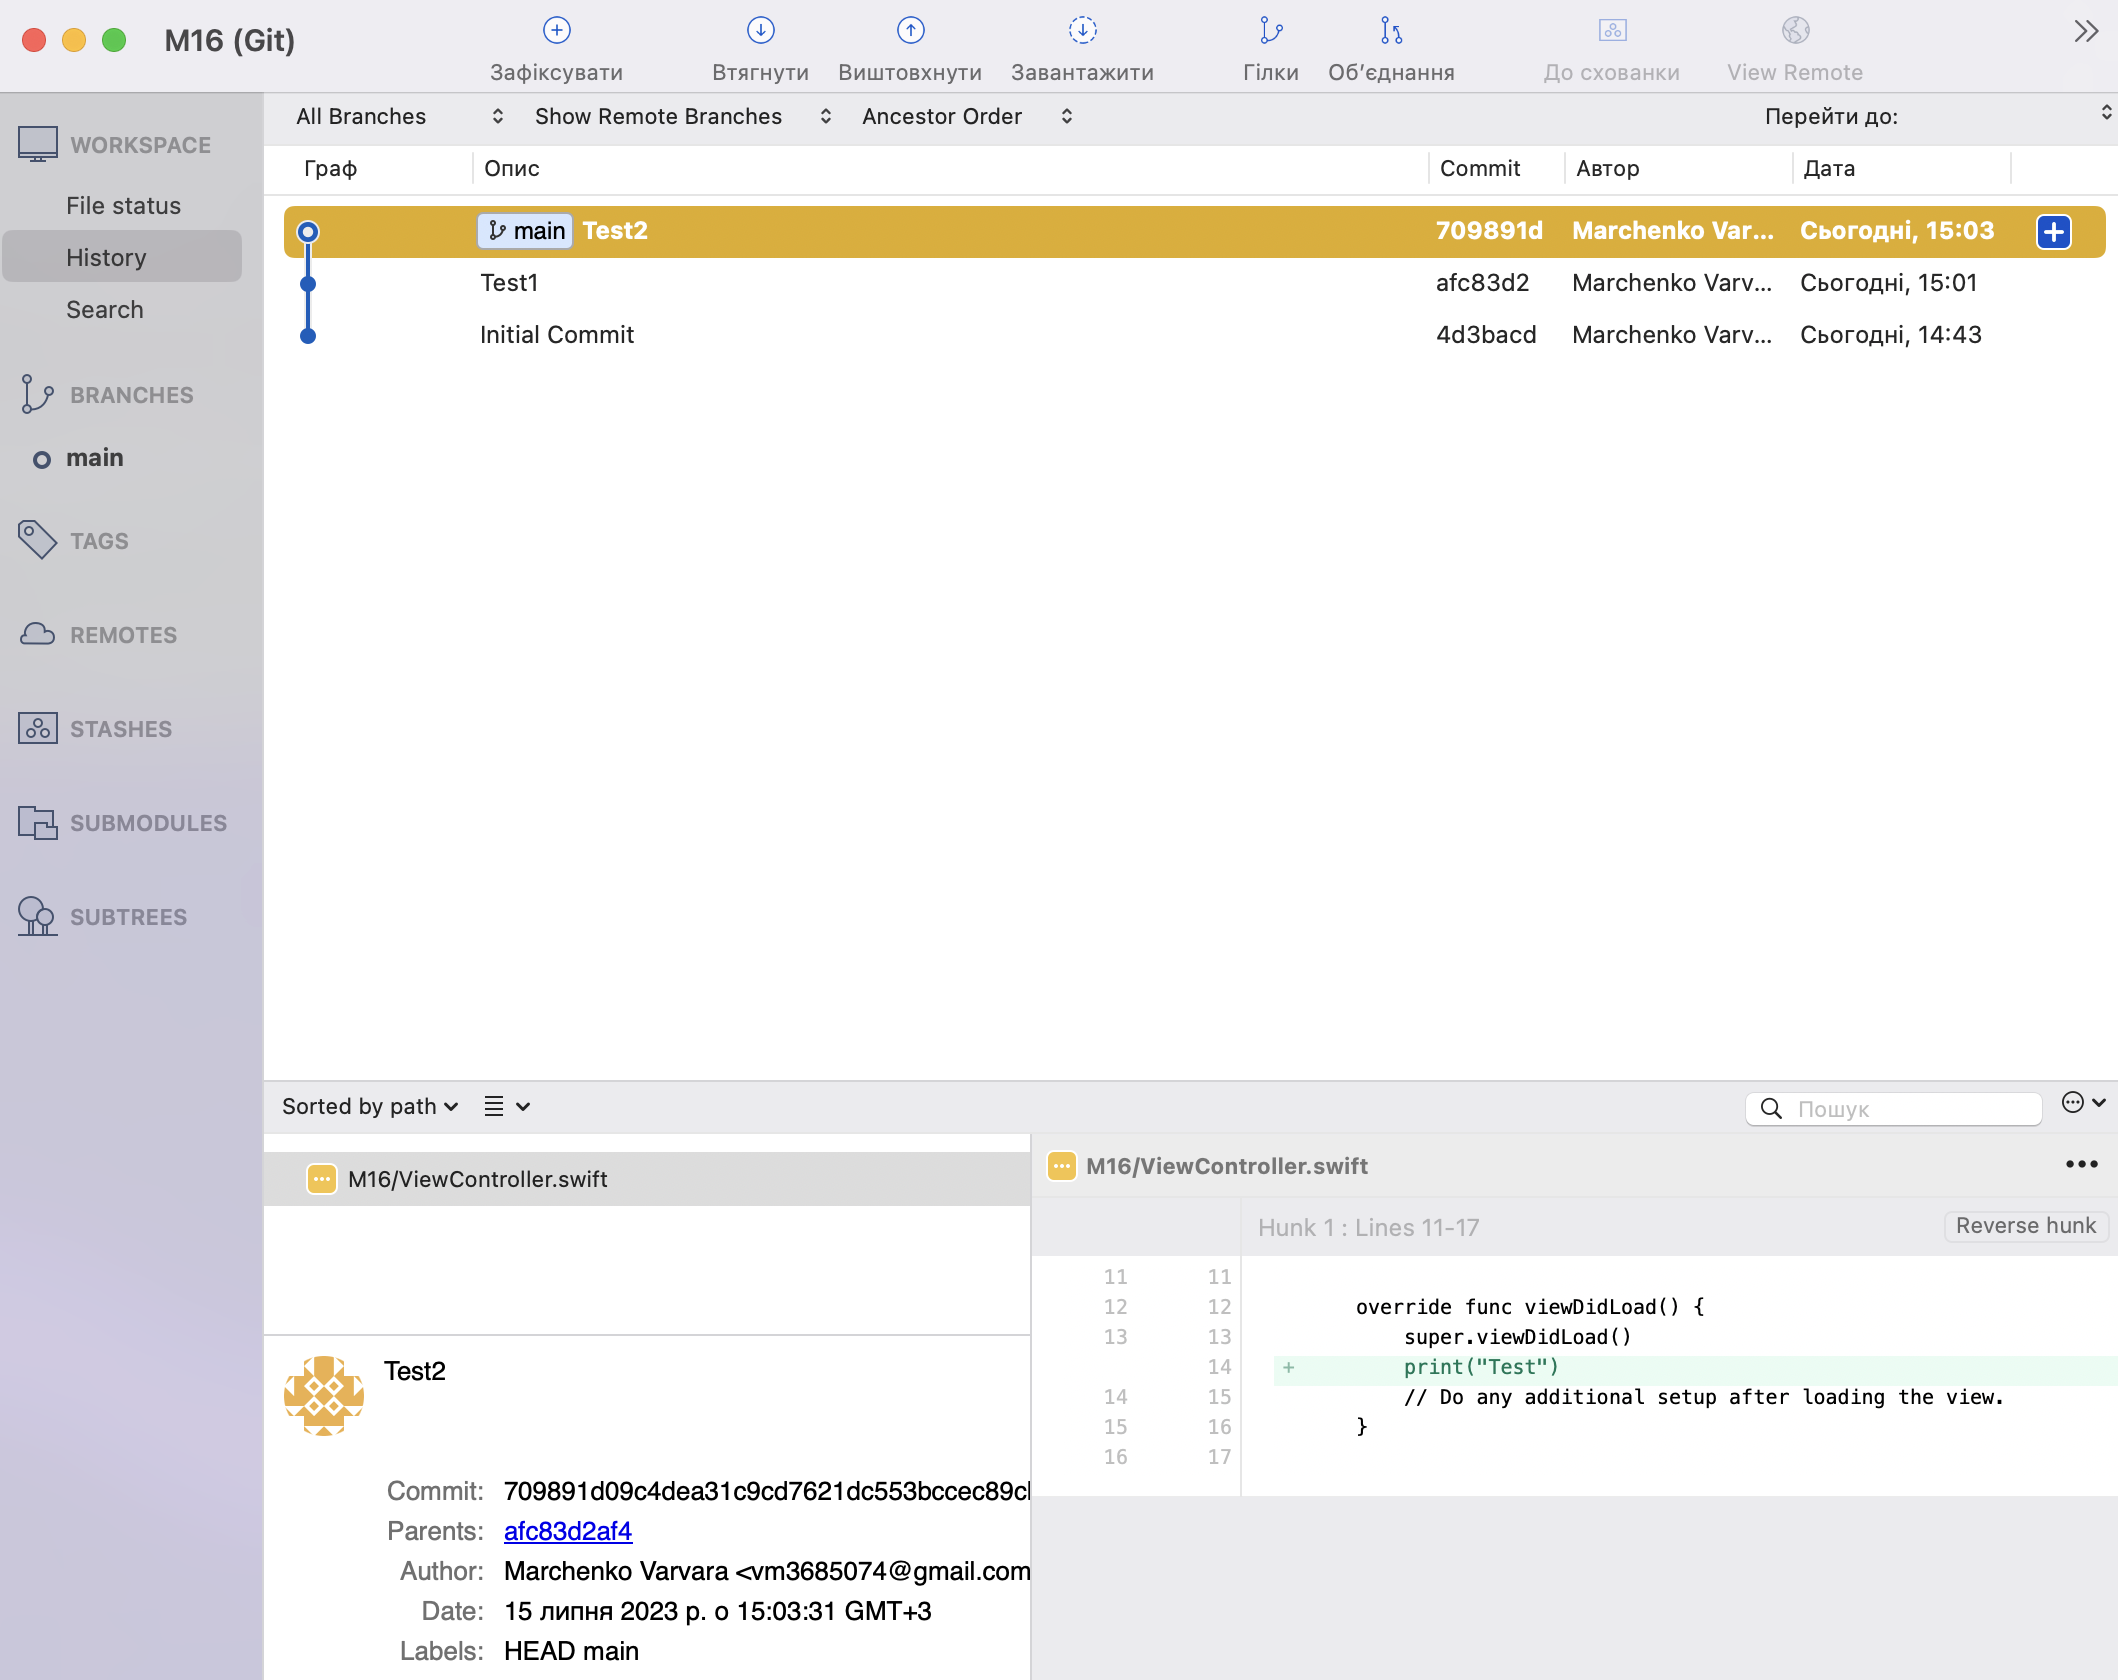 M16 (Git)
Зафіксувати
Втягнути
Виштовхнути
Завантажити
Гілки
Об’єднання
До схованки
View Remote
WORKSPACE
File status
History
Search
BRANCHES
main
TAGS
REMOTES
STASHES
SUBMODULES
SUBTREES
All Branches
Show Remote Branches
Ancestor Order
Перейти до:
Граф Опис Commit Автор Дата
main Test2 709891d Marchenko Var... Сьогодні, 15:03
Test1 afc83d2 Marchenko Varv... Сьогодні, 15:01
Initial Commit 4d3bacd Marchenko Varv... Сьогодні, 14:43
Sorted by path
Пошук
M16/ViewController.swift
Test2
Commit: 709891d09c4dea31c9cd7621dc553bccec89c
Parents: afc83d2af4
Author: Marchenko Varvara <vm3685074@gmail.com
Date: 15 липня 2023 р. о 15:03:31 GMT+3
Labels: HEAD main
M16/ViewController.swift
Hunk 1 : Lines 11-17
Reverse hunk
11 11
12 12 override func viewDidLoad() {
13 13 super.viewDidLoad()
14 + print("Test")
14 15 // Do any additional setup after loading the view.
15 16 }
16 17